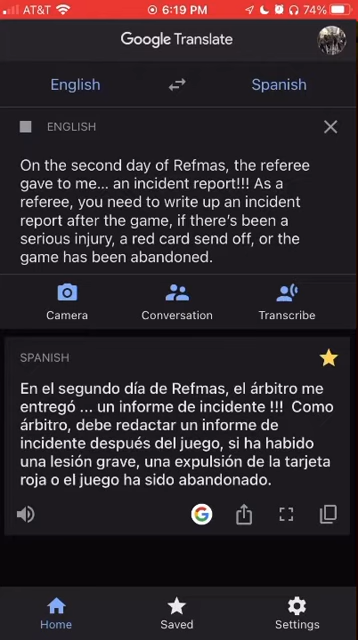 AT&T 6:19 PM 74%
Google Translate
English Spanish
ENGLISH
On the second day of Refmas, the referee
gave to me... an incident report!!! As a
referee, you need to write up an incident
report after the game, if there's been a
serious injury, a red card send off, or the
game has been abandoned.
Camera Conversation Transcribe
SPANISH
En el segundo día de Refmas, el árbitro me
entregó ... un informe de incidente !!! Como
árbitro, debe redactar un informe de
incidente después del juego, si ha habido
una lesión grave, una expulsión de la tarjeta
roja o el juego ha sido abandonado.
Home Saved Settings